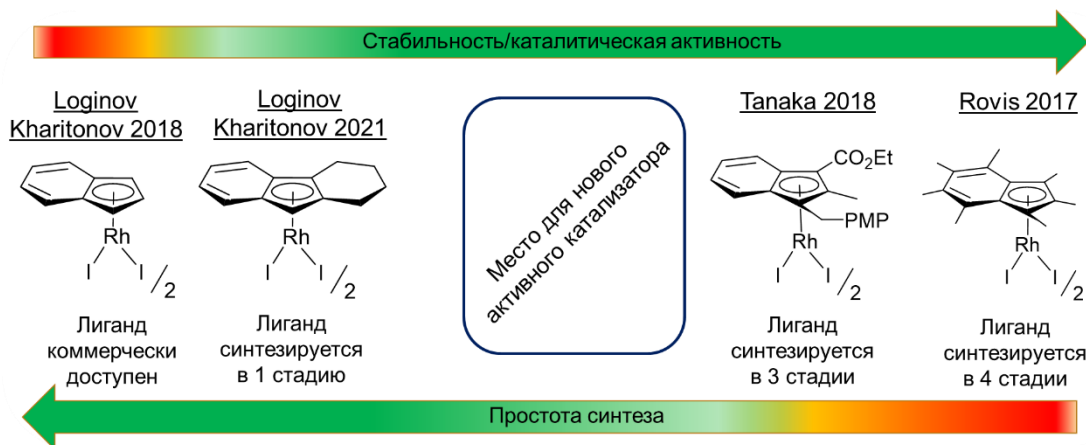 Стабильность/каталитическая активность
Loginov
Kharitonov 2018
Loginov
Kharitonov 2021
Tanaka 2018
Rovis 2017
Место для нового
активного катализатора
CO₂Et
PMP
Rh
I
I
/2
Rh
I
I
/2
Rh
I
I
/2
Rh
I
I
/2
Лиганд
коммерчески
доступен
Лиганд
синтезируется
в 1 стадию
Лиганд
синтезируется
в 3 стадии
Лиганд
синтезируется
в 4 стадии
Простота синтеза